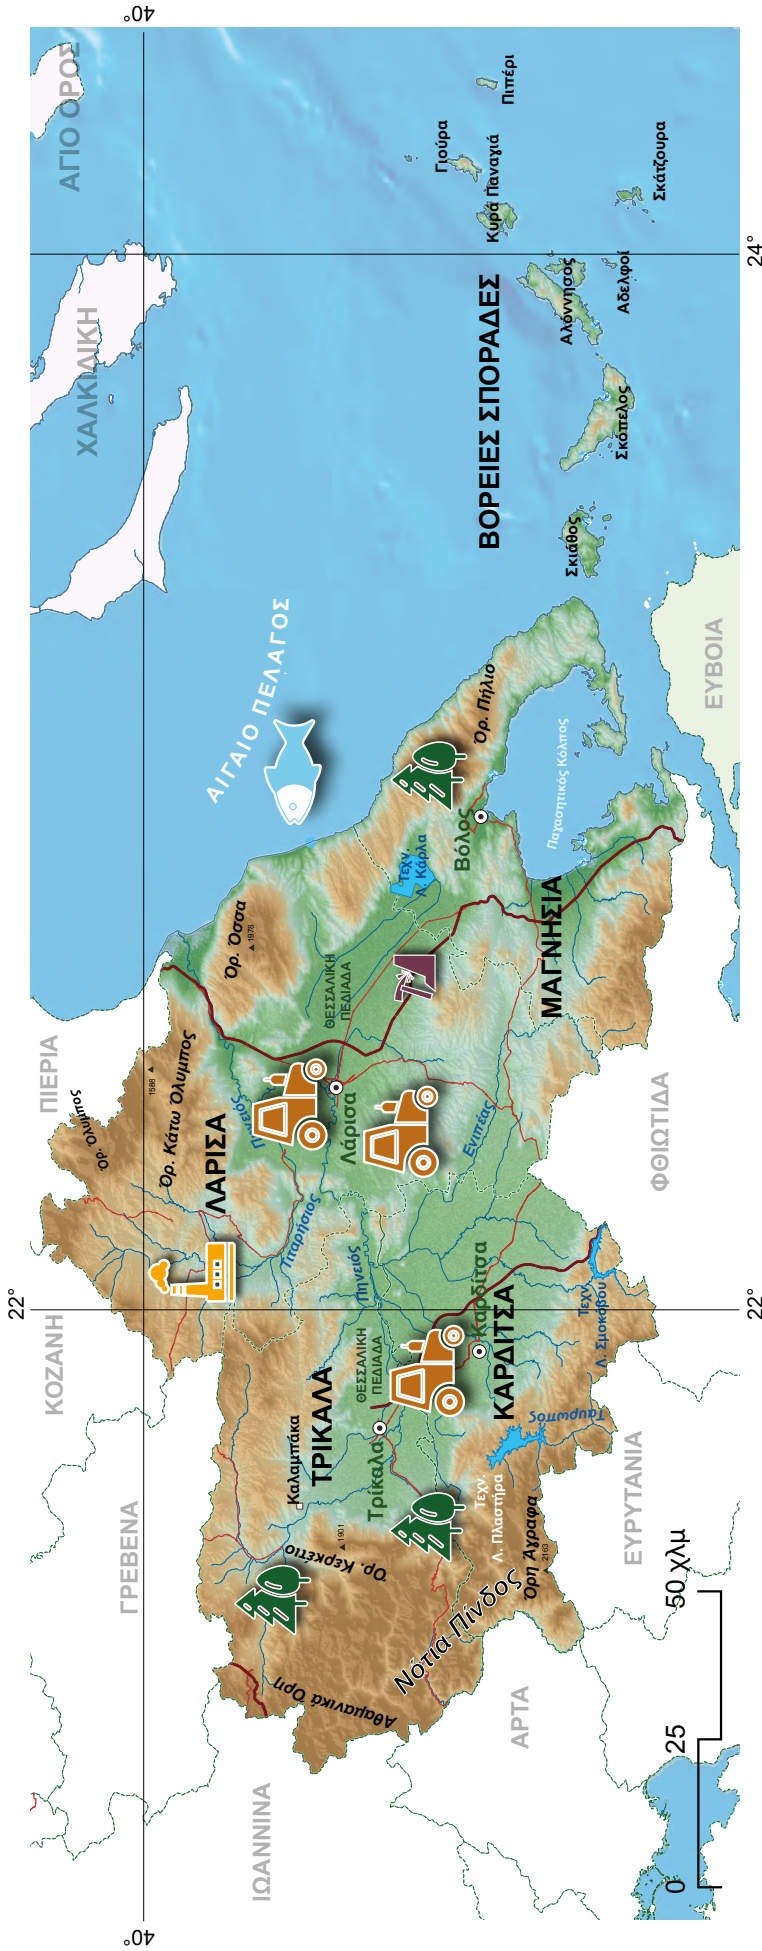 40°
ΑΓΙΟ ΟΡΟΣ
ΧΑΛΚΙΔΙΚΗ
ΠΙΕΡΙΑ
ΚΟΖΑΝΗ
22°
ΓΡΕΒΕΝΑ
ΙΩΑΝΝΙΝΑ
40°
Όρ. Όλυμπος
1588
Όρ. Κάτω Όλυμπος
ΛΑΡΙΣΑ
Πηνειός
Όρ. Όσσα
1978
ΑΙΓΑΙΟ ΠΕΛΑΓΟΣ
Τιταρήσιος
ΘΕΣΣΑΛΙΚΗ
ΠΕΔΙΑΔΑ
Λάρισα
Πηνειός
Καλαμπάκα
ΤΡΙΚΑΛΑ
ΘΕΣΣΑΛΙΚΗ
ΠΕΔΙΑΔΑ
Τρίκαλα
Όρ. Κερκέτιο
1901
Αθαμανικά Όρη
Νότια Πίνδος
Τεχν.
Λ. Κάρλα
Βόλος
Όρ. Πήλιο
Παγασητικός Κόλπος
ΜΑΓΝΗΣΙΑ
Ενιπέας
Καρδίτσα
ΚΑΡΔΙΤΣΑ
Τεχν.
Λ. Πλαστήρα
Όρη Άγραφα
2163
Ταυρωπός
Τεχν.
Λ. Σμοκόβου
ΒΟΡΕΙΕΣ ΣΠΟΡΑΔΕΣ
Γιούρα
Πιπέρι
Κυρά Παναγιά
Σκάτζουρα
Αλόννησος
Αδελφοί
Σκόπελος
Σκιάθος
24°
ΕΥΒΟΙΑ
ΦΘΙΩΤΙΔΑ
22°
ΕΥΡΥΤΑΝΙΑ
ΑΡΤΑ
0 25 50 χλμ